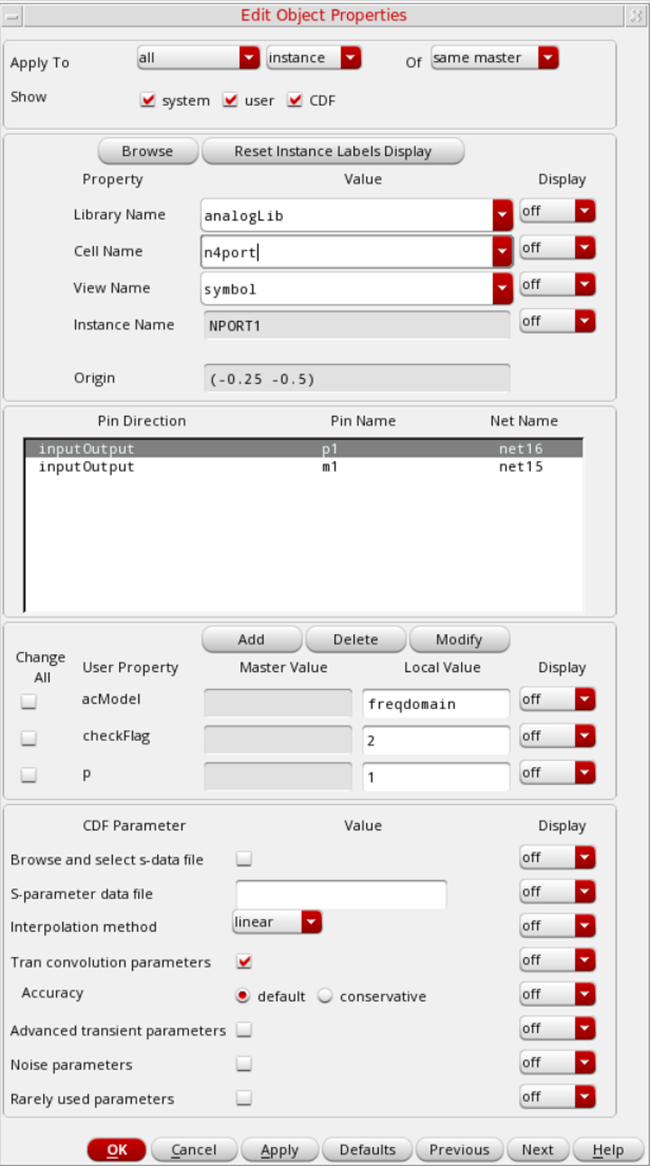 Edit Object Properties
Apply To all instance Of same master
Show system user CDF
Browse Reset Instance Labels Display
Property Value Display
Library Name analogLib off
Cell Name n4port off
View Name symbol off
Instance Name NPORT1 off
Origin (-0.25 -0.5)
Pin Direction Pin Name Net Name
inputOutput p1 net16
inputOutput m1 net15
Add Delete Modify
Change All User Property Master Value Local Value Display
acModel freqdomain off
checkFlag 2 off
p 1 off
CDF Parameter Value Display
Browse and select s-data file off
S-parameter data file off
Interpolation method linear off
Tran convolution parameters off
Accuracy default conservative off
Advanced transient parameters off
Noise parameters off
Rarely used parameters off
OK Cancel Apply Defaults Previous Next Help